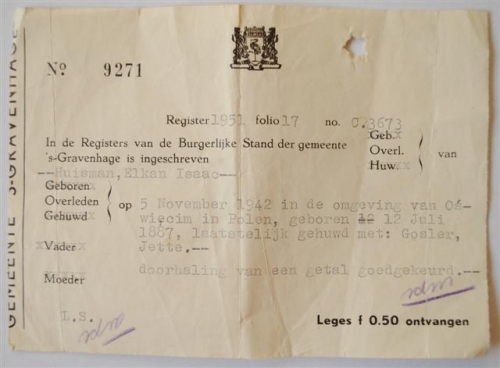 GEMEENTE 'S-GRAVENHAGE
Nº 9271
Register 1951 folio 17 no. C.3673
In de Registers van de Burgerlijke Stand der gemeente
's-Gravenhage is ingeschreven
Geb.
Overl.
Huw.
van
--Huisman, Elkan Isaac--
Geboren
Overleden
Gehuwd
op 5 November 1942 in de omgeving van Oś-
wiecim in Polen, geboren 12 12 Juli
1887, laatstelijk gehuwd met: Gosler,
Vader Jette.--
Moeder doorhaling van een getal goedgekeurd.--
L.S.
Leges f 0.50 ontvangen